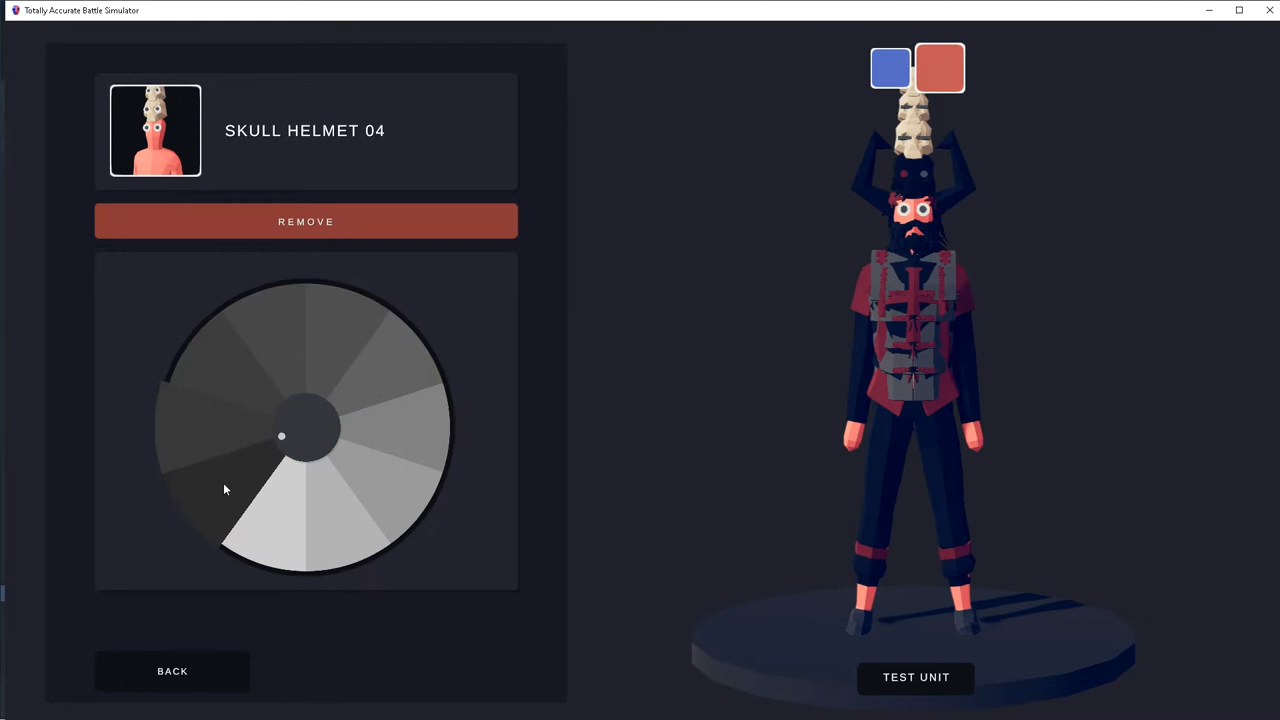 Totally Accurate Battle Simulator
SKULL HELMET 04
REMOVE
BACK
TEST UNIT